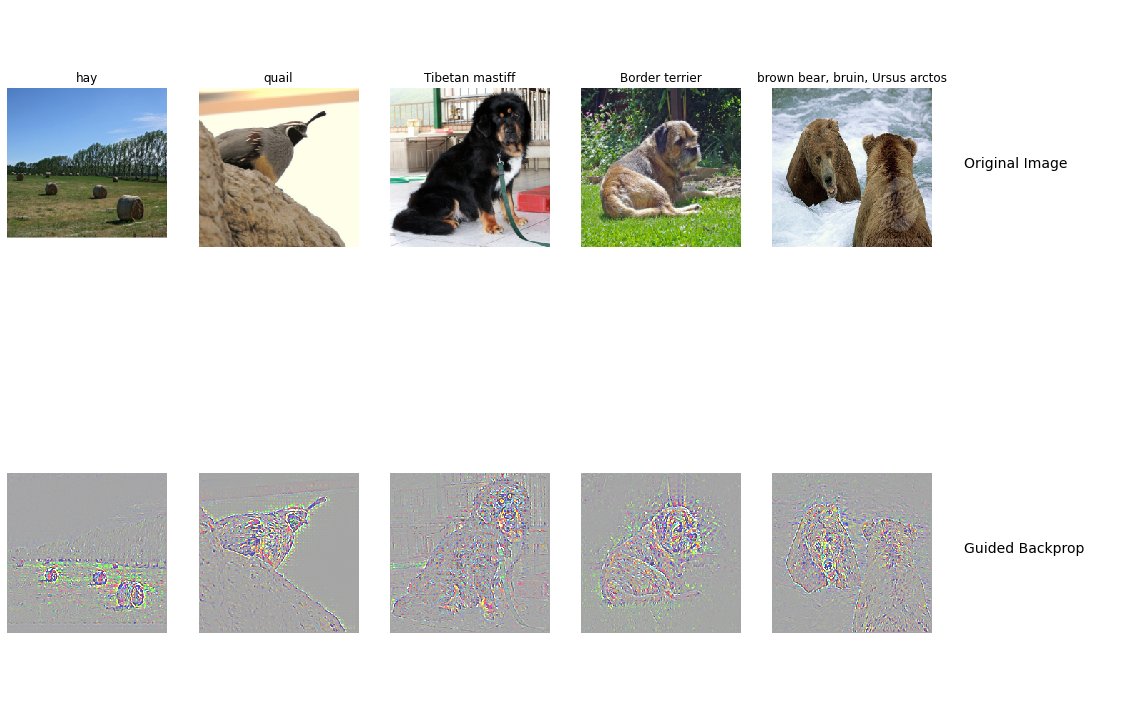 hay
quail
Tibetan mastiff
Border terrier
brown bear, bruin, Ursus arctos
Original Image
Guided Backprop